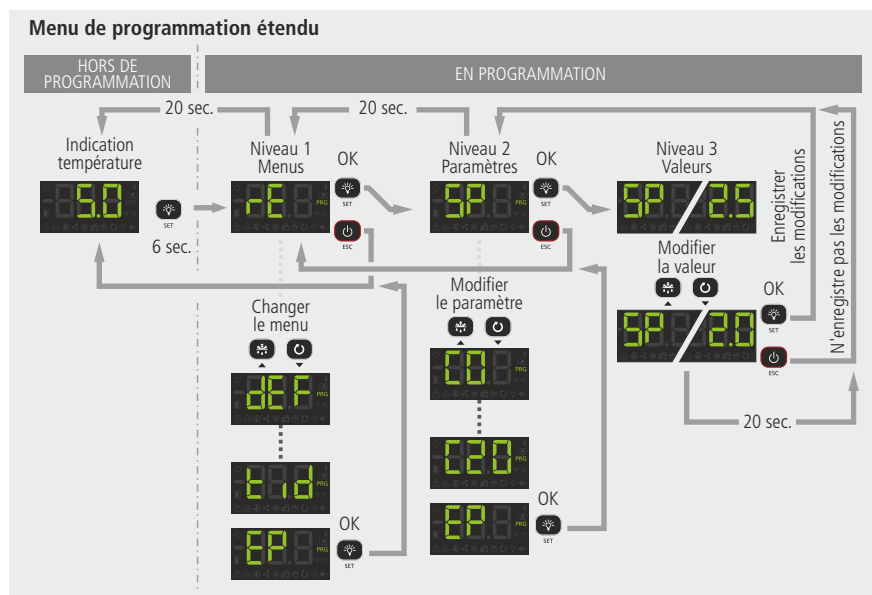 Menu de programmation étendu
HORS DE
PROGRAMMATION
EN PROGRAMMATION
20 sec.
20 sec.
Indication
température
Niveau 1
Menus
OK
Niveau 2
Paramètres
OK
Niveau 3
Valeurs
Enregistrer
les modifications
N'enregistre pas les modifications
5.0
SET
6 sec.
rE
PRG
SET
ESC
SP
PRG
SET
ESC
SP
2.5
Modifier
la valeur
Changer
le menu
Modifier
le paramètre
SP
2.0
OK
SET
ESC
dEF
PRG
C0
PRG
20 sec.
tid
PRG
C20
PRG
EP
PRG
OK
SET
EP
PRG
OK
SET